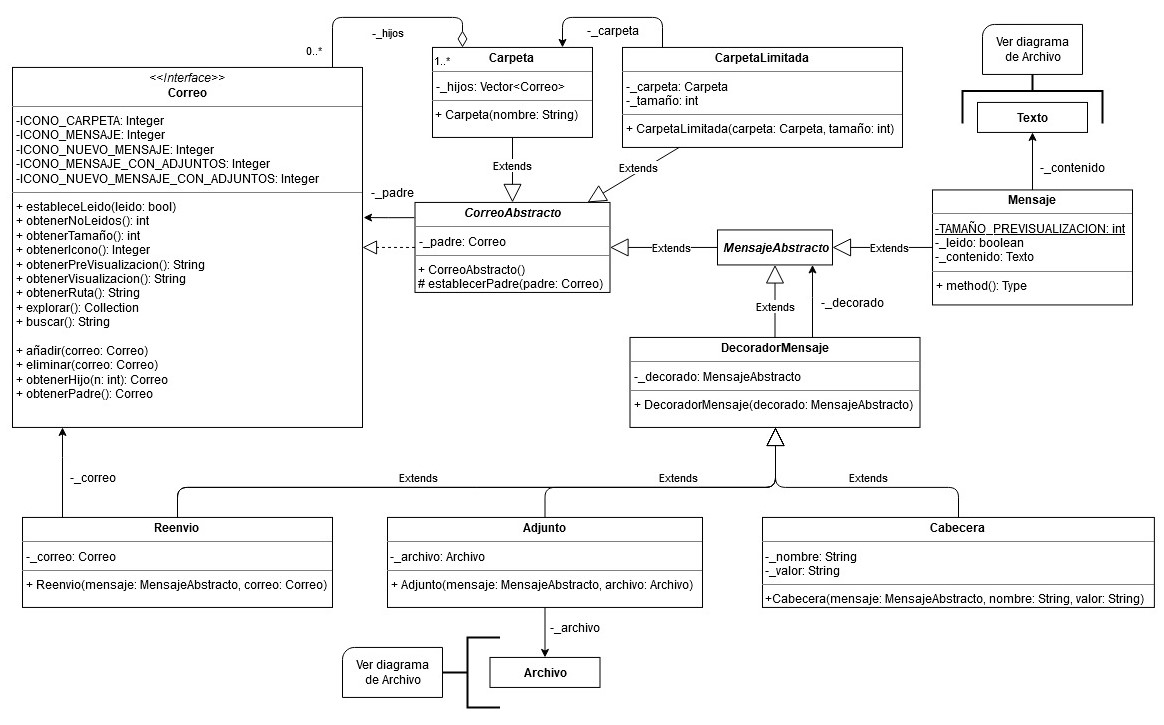 -_hijos
0..*
<<Interface>>
Correo
-ICONO_CARPETA: Integer
-ICONO_MENSAJE: Integer
-ICONO_NUEVO_MENSAJE: Integer
-ICONO_MENSAJE_CON_ADJUNTOS: Integer
-ICONO_NUEVO_MENSAJE_CON_ADJUNTOS: Integer
+ estableceLeido(leido: bool)
+ obtenerNoLeidos(): int
+ obtenerTamaño(): int
+ obtenerIcono(): Integer
+ obtenerPreVisualizacion(): String
+ obtenerVisualizacion(): String
+ obtenerRuta(): String
+ explorar(): Collection
+ buscar(): String
+ añadir(correo: Correo)
+ eliminar(correo: Correo)
+ obtenerHijo(n: int): Correo
+ obtenerPadre(): Correo
1..*
Carpeta
-_hijos: Vector<Correo>
+ Carpeta(nombre: String)
-_carpeta
CarpetaLimitada
-_carpeta: Carpeta
-_tamaño: int
+ CarpetaLimitada(carpeta: Carpeta, tamaño: int)
Ver diagrama
de Archivo
Texto
-_contenido
Mensaje
-TAMAÑO_PREVISUALIZACION: int
-_leido: boolean
-_contenido: Texto
+ method(): Type
Extends
Extends
-_padre
CorreoAbstracto
-_padre: Correo
+ CorreoAbstracto()
# establecerPadre(padre: Correo)
Extends
MensajeAbstracto
Extends
Extends
-_decorado
DecoradorMensaje
-_decorado: MensajeAbstracto
+ DecoradorMensaje(decorado: MensajeAbstracto)
-_correo
Extends
Extends
Extends
Reenvio
-_correo: Correo
+ Reenvio(mensaje: MensajeAbstracto, correo: Correo)
Adjunto
-_archivo: Archivo
+ Adjunto(mensaje: MensajeAbstracto, archivo: Archivo)
Cabecera
-_nombre: String
-_valor: String
+Cabecera(mensaje: MensajeAbstracto, nombre: String, valor: String)
-_archivo
Ver diagrama
de Archivo
Archivo